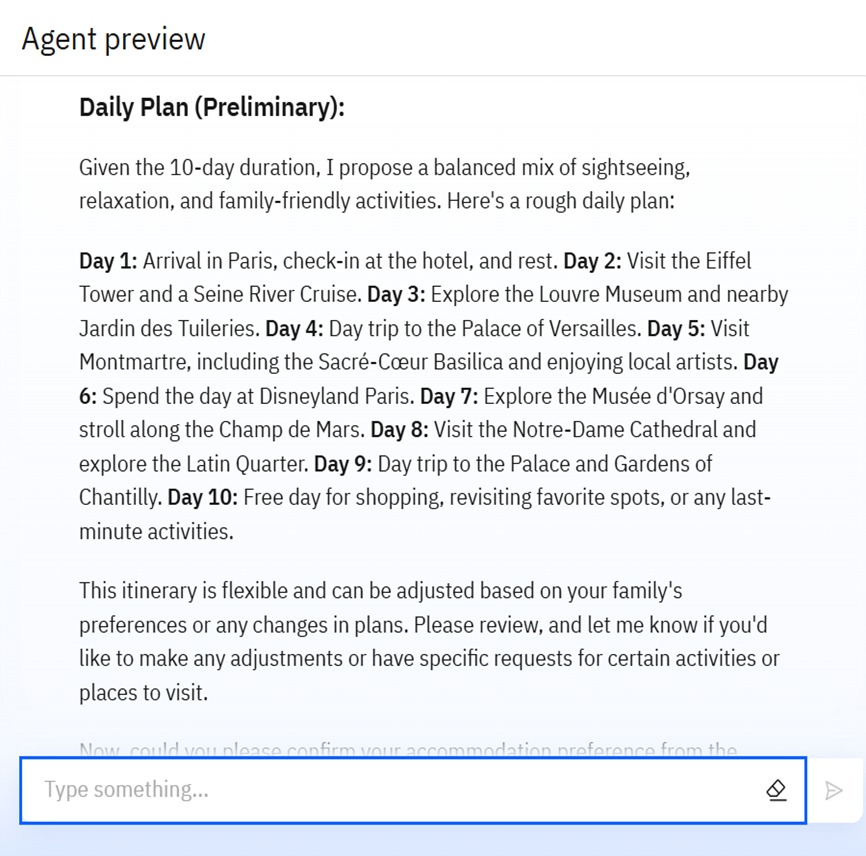 Agent preview
Daily Plan (Preliminary):
Given the 10-day duration, I propose a balanced mix of sightseeing,
relaxation, and family-friendly activities. Here's a rough daily plan:
Day 1: Arrival in Paris, check-in at the hotel, and rest. Day 2: Visit the Eiffel
Tower and a Seine River Cruise. Day 3: Explore the Louvre Museum and nearby
Jardin des Tuileries. Day 4: Day trip to the Palace of Versailles. Day 5: Visit
Montmartre, including the Sacré-Cœur Basilica and enjoying local artists. Day
6: Spend the day at Disneyland Paris. Day 7: Explore the Musée d'Orsay and
stroll along the Champ de Mars. Day 8: Visit the Notre-Dame Cathedral and
explore the Latin Quarter. Day 9: Day trip to the Palace and Gardens of
Chantilly. Day 10: Free day for shopping, revisiting favorite spots, or any last-
minute activities.
This itinerary is flexible and can be adjusted based on your family's
preferences or any changes in plans. Please review, and let me know if you'd
like to make any adjustments or have specific requests for certain activities or
places to visit.
Now, could you please confirm your accommodation preference from the
Type something...